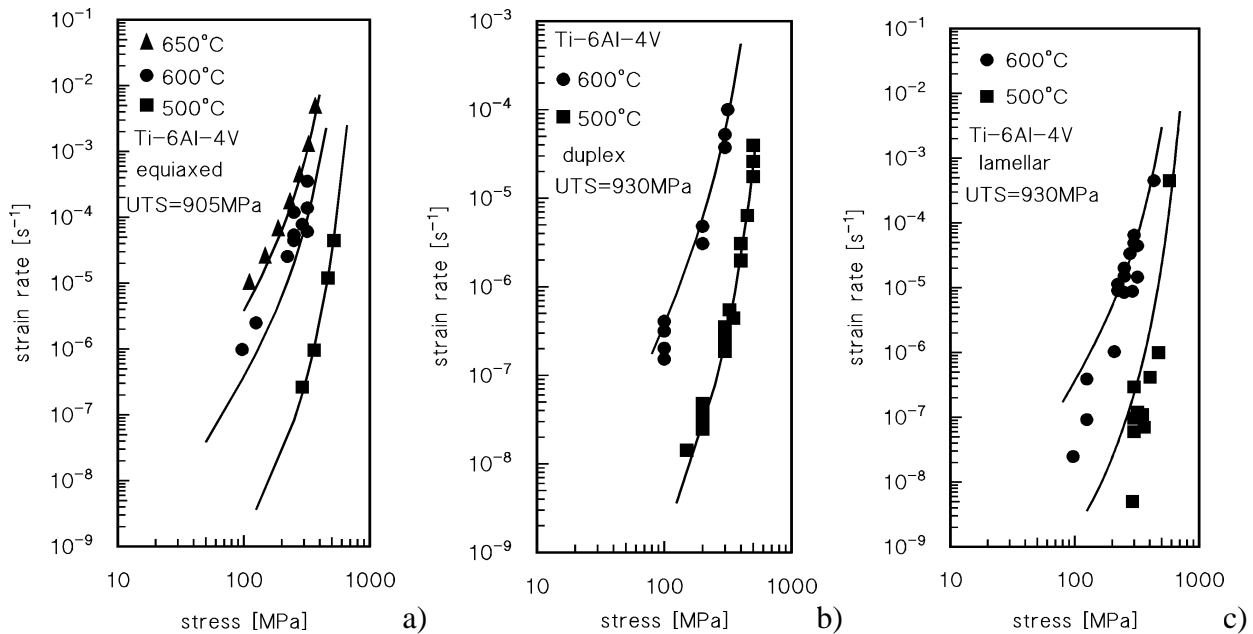 10⁻¹
10⁻²
10⁻³
10⁻⁴
10⁻⁵
10⁻⁶
10⁻⁷
10⁻⁸
10⁻⁹
strain rate [s⁻¹]
650°C
600°C
500°C
Ti-6Al-4V
equiaxed
UTS=905MPa
10 100 1000
stress [MPa]
a)
10⁻³
10⁻⁴
10⁻⁵
10⁻⁶
10⁻⁷
10⁻⁸
10⁻⁹
strain rate [s⁻¹]
Ti-6Al-4V
600°C
500°C
duplex
UTS=930MPa
10 100 1000
stress [MPa]
b)
10⁻¹
10⁻²
10⁻³
10⁻⁴
10⁻⁵
10⁻⁶
10⁻⁷
10⁻⁸
10⁻⁹
strain rate [s⁻¹]
600°C
500°C
Ti-6Al-4V
lamellar
UTS=930MPa
10 100 1000
stress [MPa]
c)